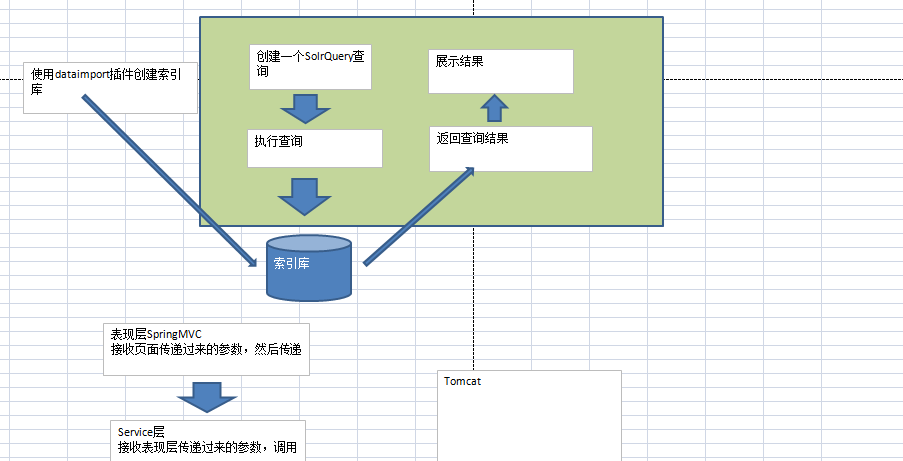 使用dataimport插件创建索引
库
创建一个SolrQuery查
询
执行查询
展示结果
返回查询结果
索引库
表现层SpringMVC
接收页面传递过来的参数，然后传递
Service层
接收表现层传递过来的参数，调用
Tomcat